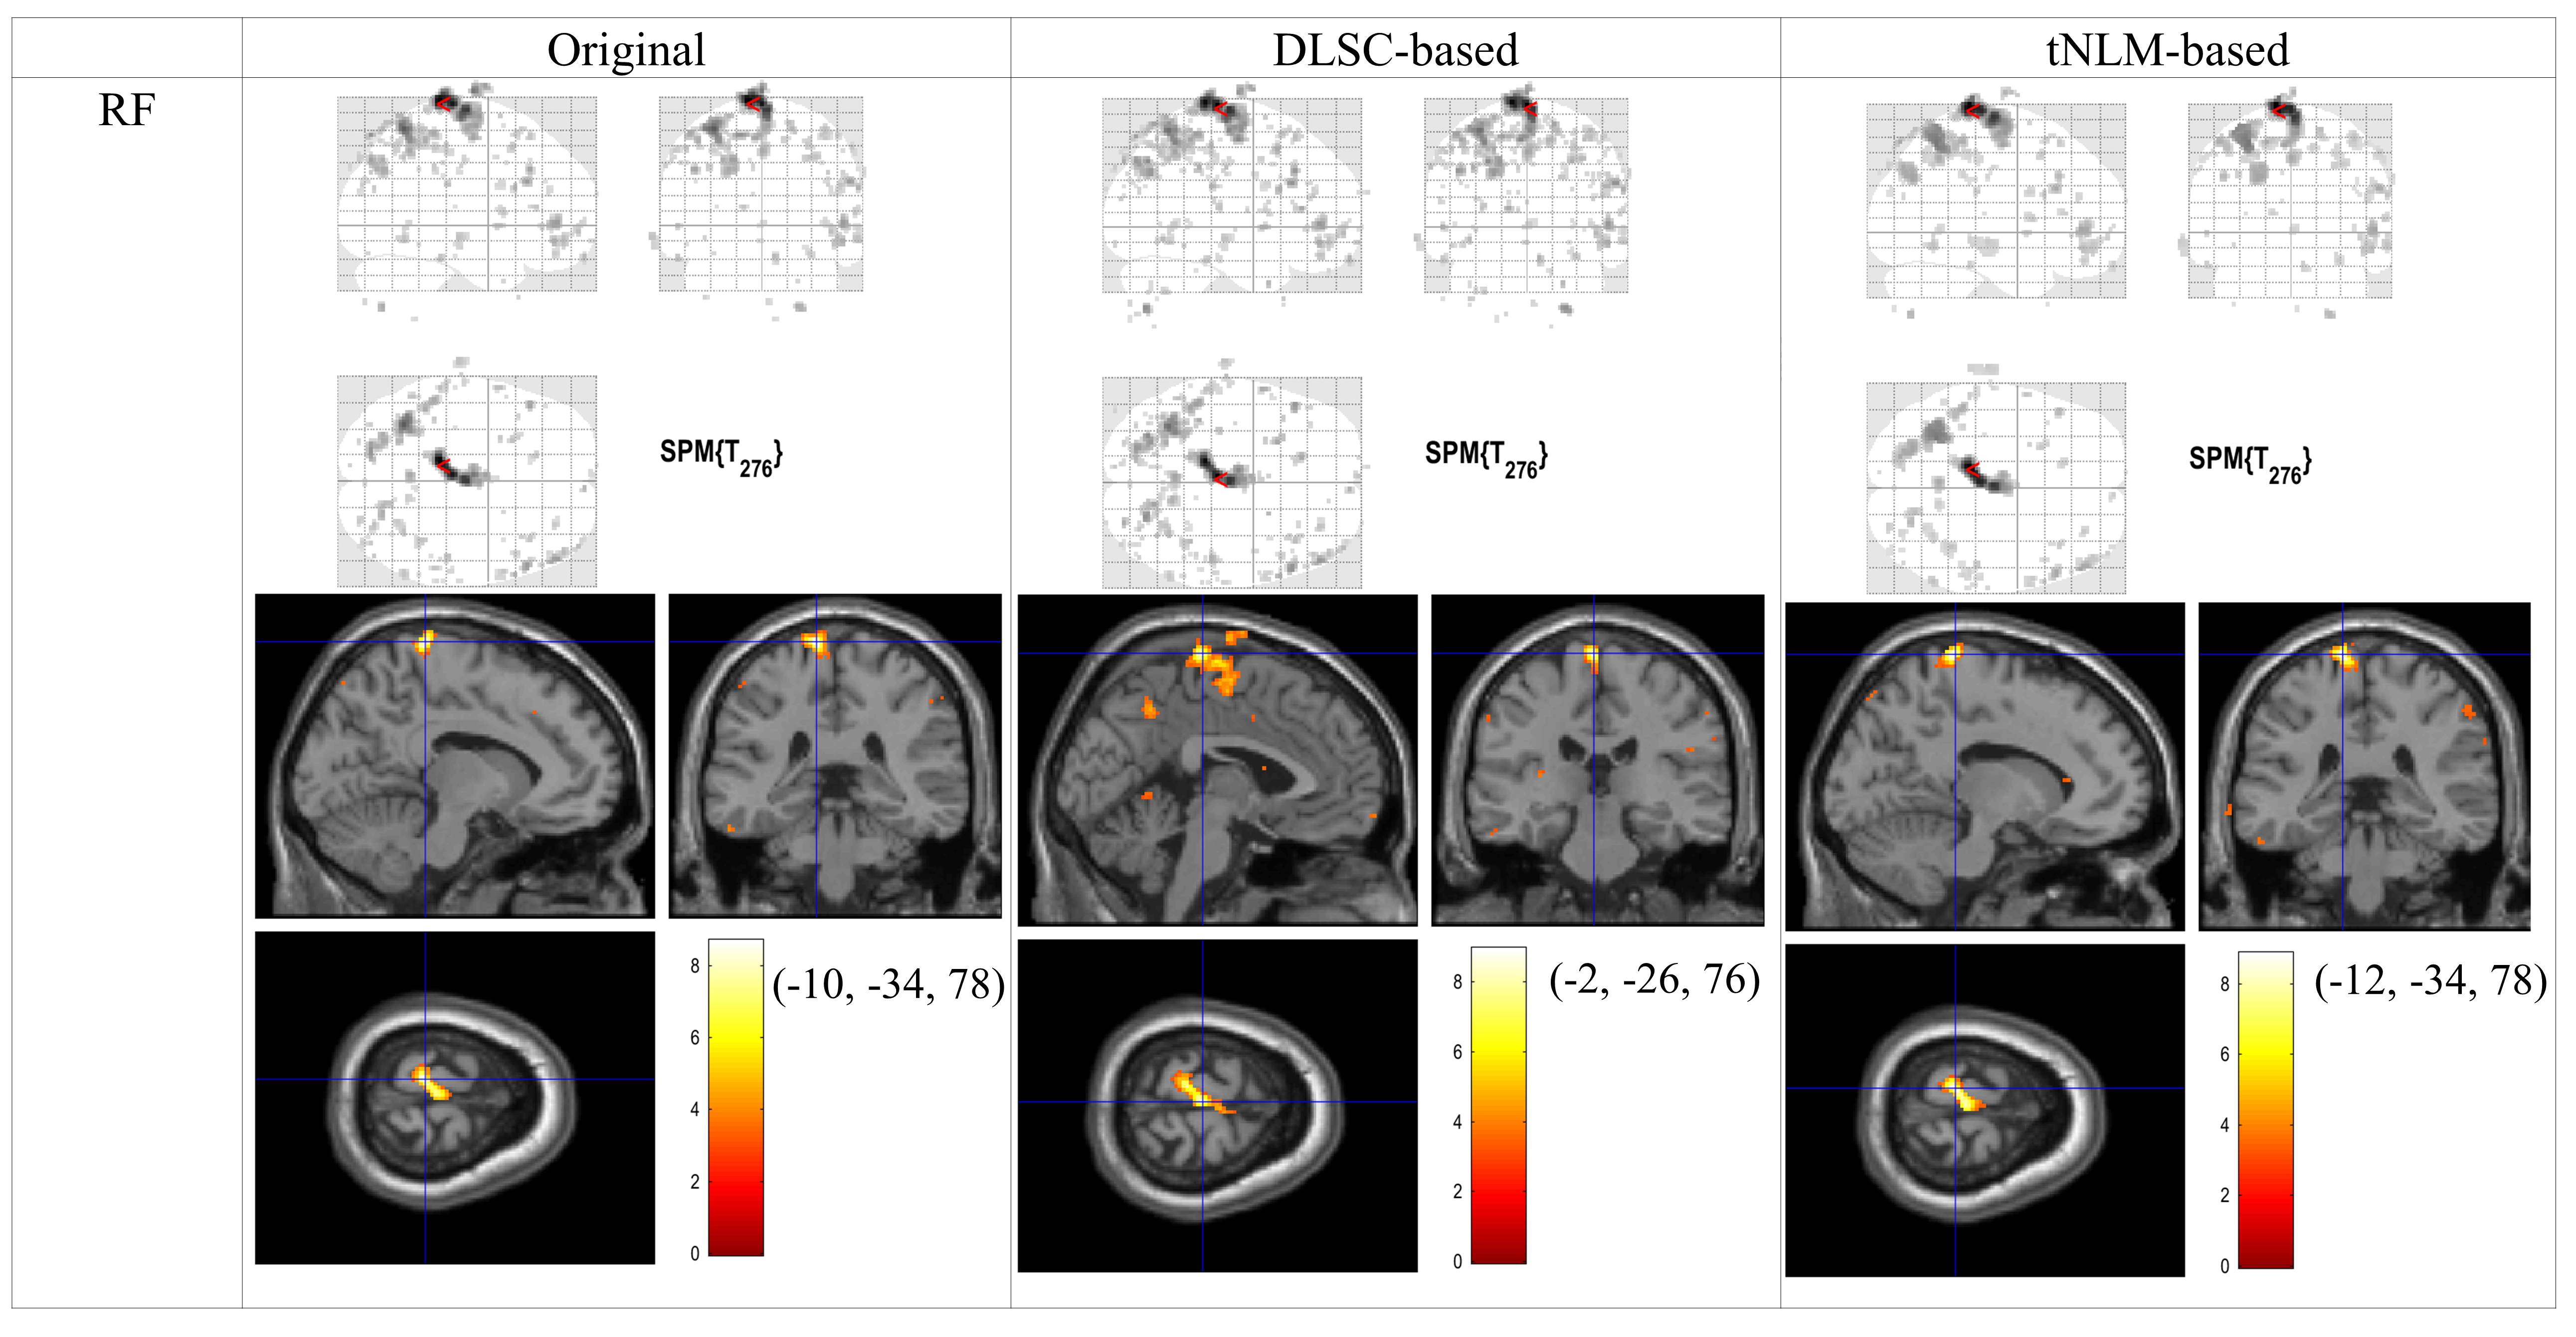 Original DLSC-based tNLM-based
RF
SPM{T276} SPM{T276} SPM{T276}
8 6 4 2 0 (-10, -34, 78)
8 6 4 2 0 (-2, -26, 76)
8 6 4 2 0 (-12, -34, 78)